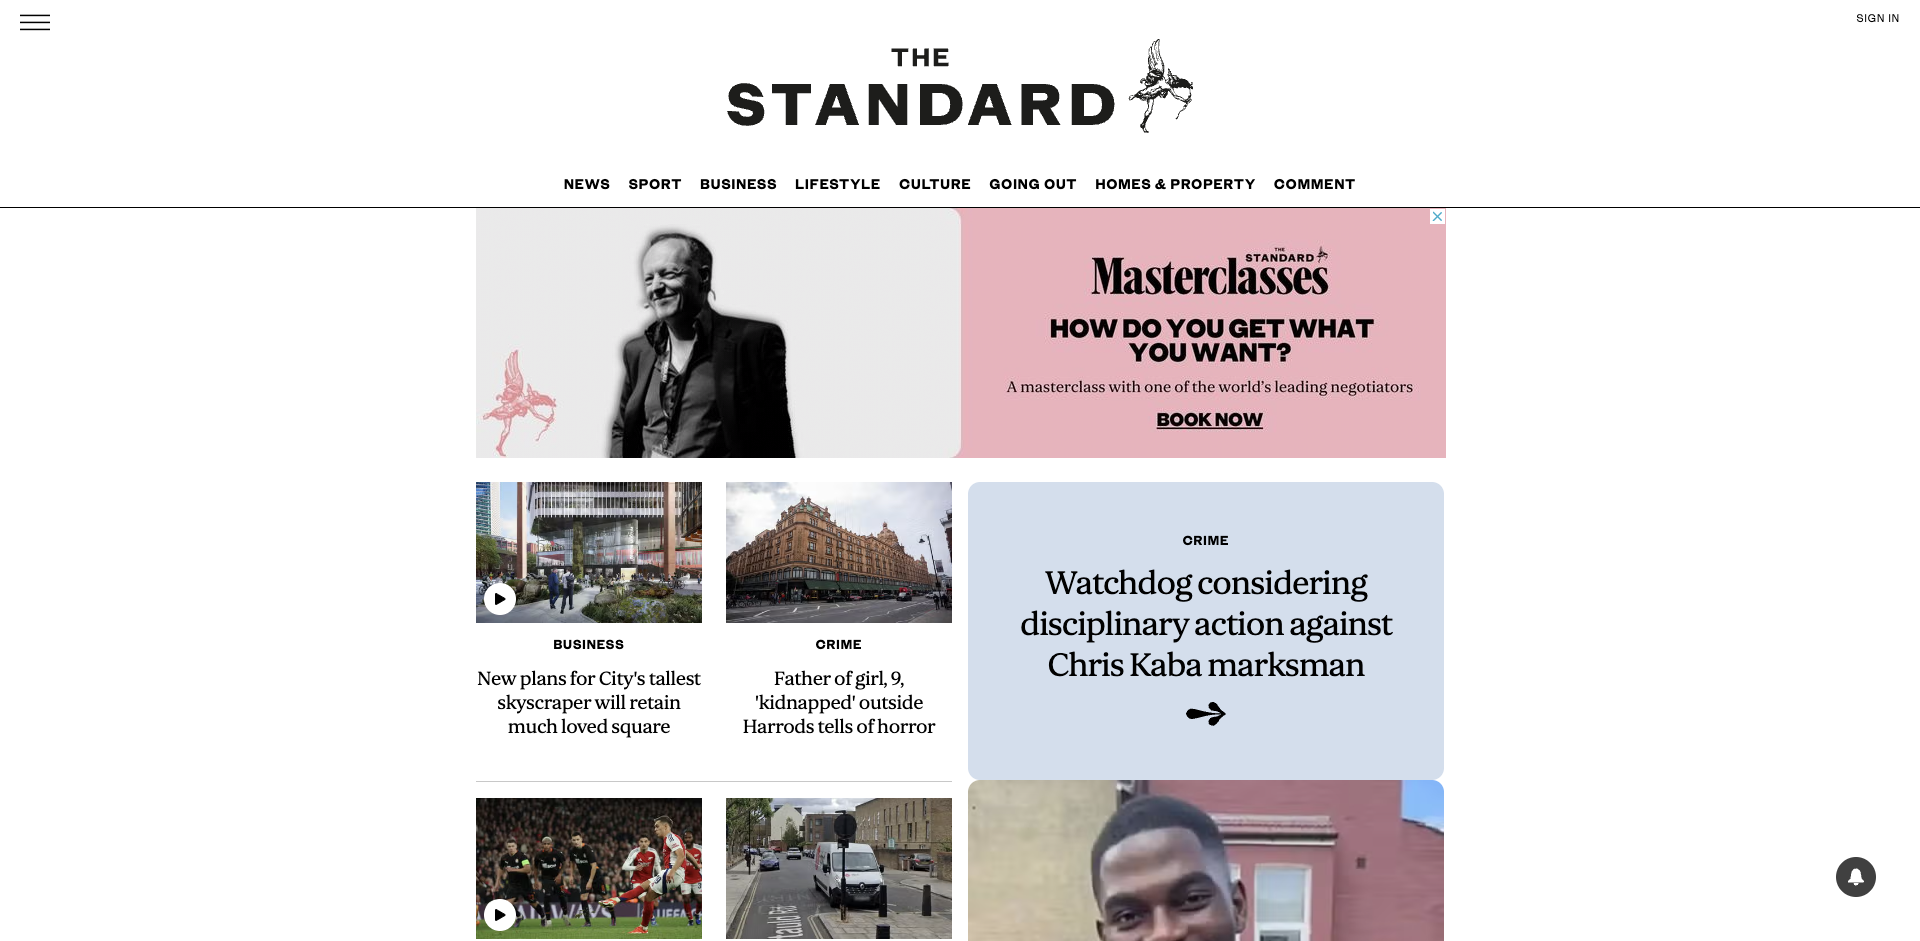 SIGN IN
THE
STANDARD
NEWS SPORT BUSINESS LIFESTYLE CULTURE GOING OUT HOMES & PROPERTY COMMENT
THE
STANDARD
Masterclasses
HOW DO YOU GET WHAT
YOU WANT?
A masterclass with one of the world's leading negotiators
BOOK NOW
BUSINESS
New plans for City's tallest
skyscraper will retain
much loved square
CRIME
Father of girl, 9,
'kidnapped' outside
Harrods tells of horror
CRIME
Watchdog considering
disciplinary action against
Chris Kaba marksman